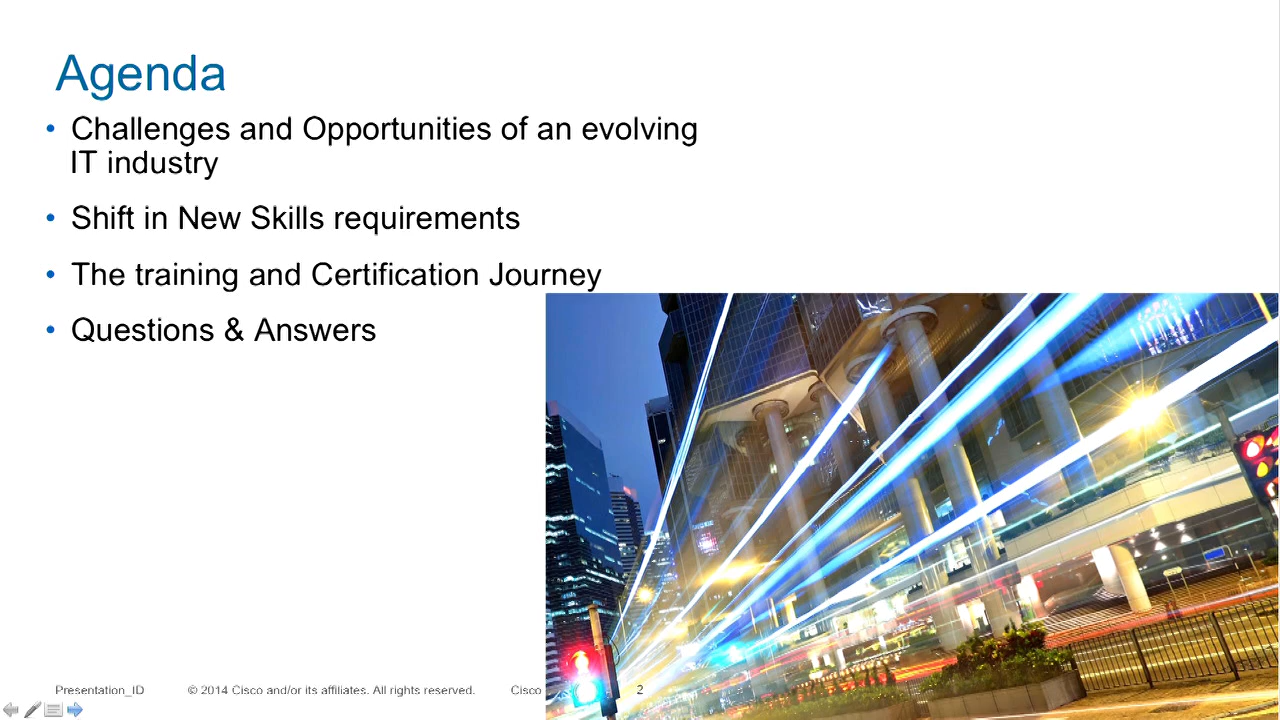 Agenda
• Challenges and Opportunities of an evolving
IT industry
• Shift in New Skills requirements
• The training and Certification Journey
• Questions & Answers
Presentation_ID © 2014 Cisco and/or its affiliates. All rights reserved. Cisco 2